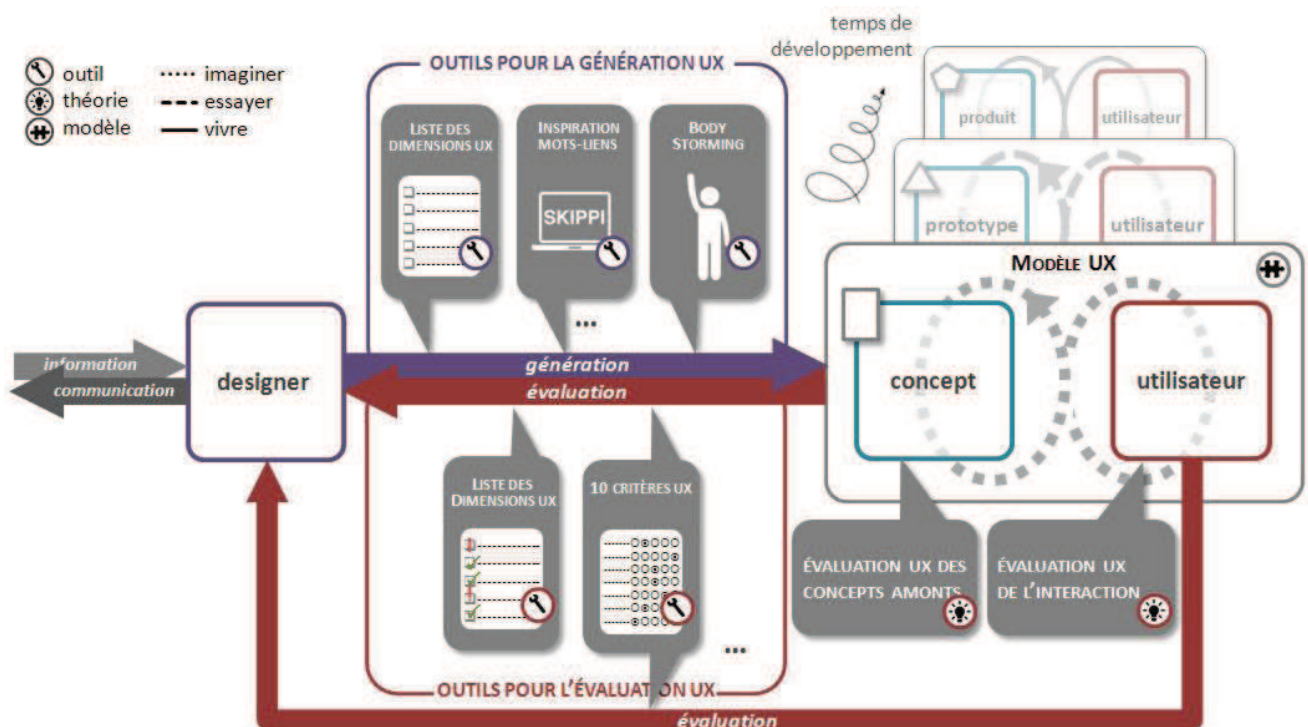 outil
théorie
modèle
imaginer
essayer
vivre
OUTILS POUR LA GÉNÉRATION UX
LISTE DES
DIMENSIONS UX
INSPIRATION
MOTS-LIENS
SKIPPI
BODY
STORMING
...
temps de
développement
produit
utilisateur
prototype
utilisateur
MODÈLE UX
concept
utilisateur
information
communication
designer
génération
évaluation
LISTE DES
DIMENSIONS UX
10 CRITÈRES UX
...
ÉVALUATION UX DES
CONCEPTS AMONTS
ÉVALUATION UX
DE L'INTERACTION
OUTILS POUR L'ÉVALUATION UX
évaluation